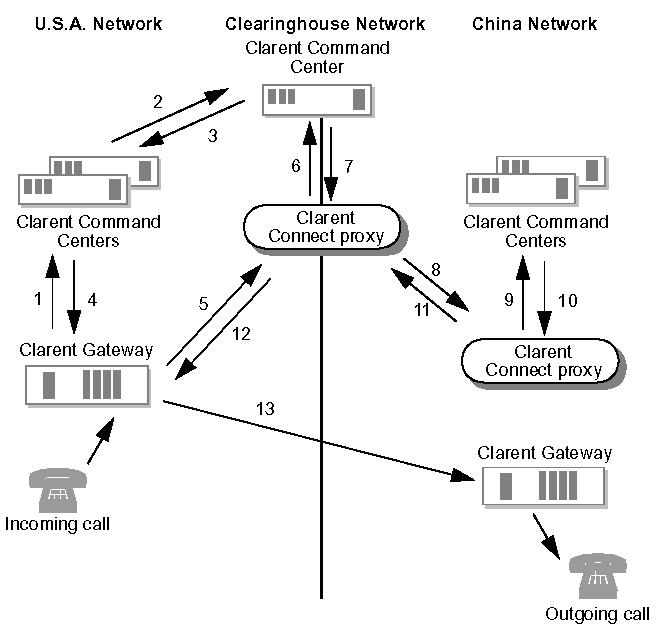 U.S.A. Network
Clearinghouse Network
China Network
Clarent Command
Center
2
3
6
7
Clarent Command
Centers
Clarent
Connect proxy
Clarent Command
Centers
1
4
5
12
8
11
9
10
Clarent Gateway
Clarent
Connect proxy
13
Clarent Gateway
Incoming call
Outgoing call